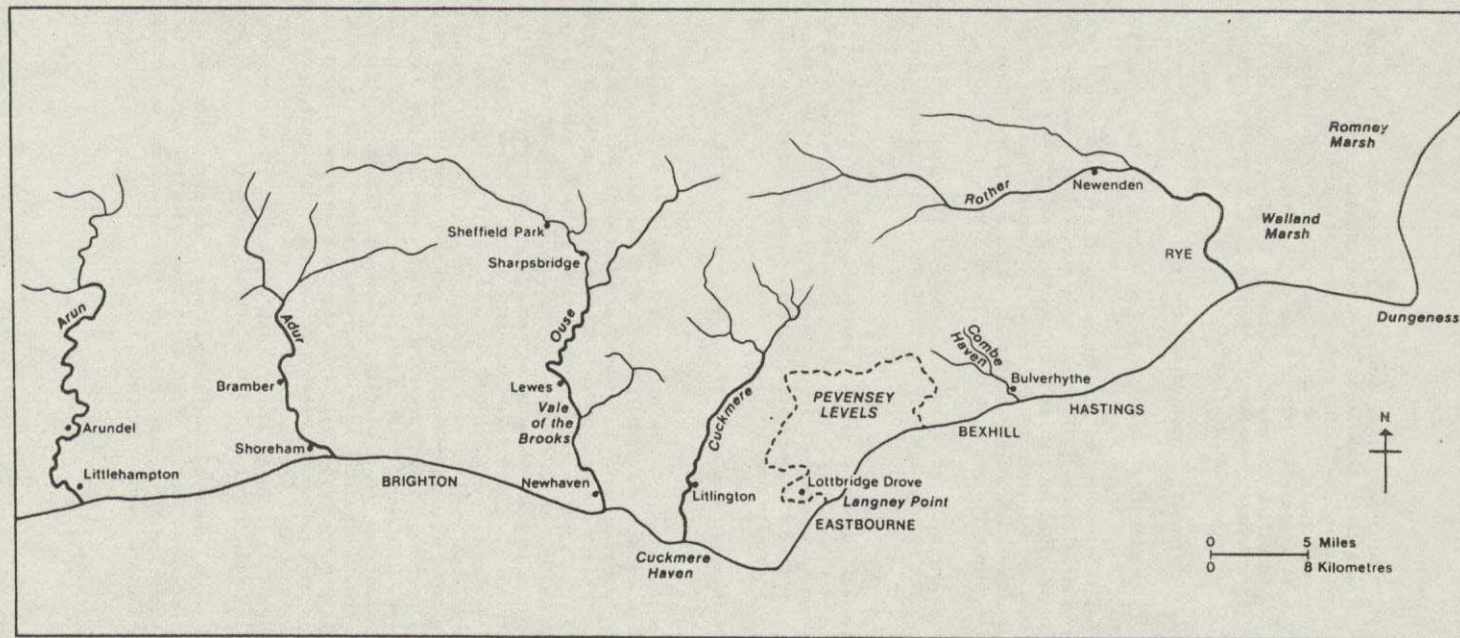 Romney
Marsh
Newenden
Rother
Walland
Marsh
Sheffield Park
Sharpsbridge
RYE
Arun
Adur
Ouse
Dungeness
Combe
Haven
Bramber
Lewes
Bulverhythe
Vale
of the
Brooks
Cuckmere
PEVENSEY
LEVELS
HASTINGS
Arundel
BEXHILL
N
Shoreham
Littlehampton
BRIGHTON
Newhaven
Litlington
Lottbridge Drove
Langney Point
EASTBOURNE
Cuckmere
Haven
0 5 Miles
0 8 Kilometres